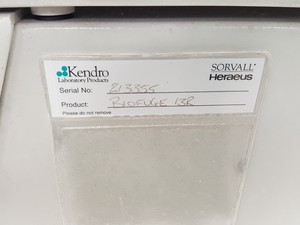 Kendro SORVALL
Laboratory Products Heraeus
Serial No: 213355
Product: BIOFUGE 13R
Please do not remove